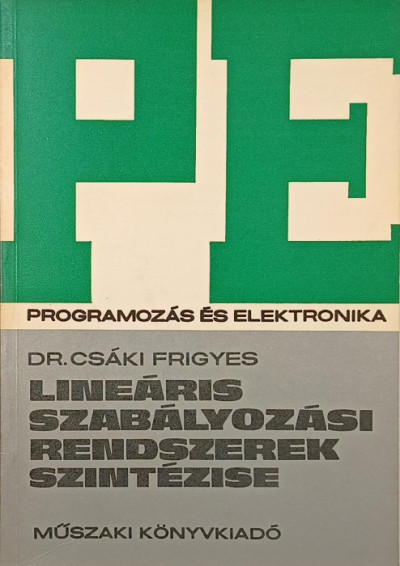 PE
PROGRAMOZÁS ÉS ELEKTRONIKA
DR. CSÁKI FRIGYES
LINEÁRIS
SZABÁLYOZÁSI
RENDSZEREK
SZINTÉZISE
MŰSZAKI KÖNYVKIADÓ